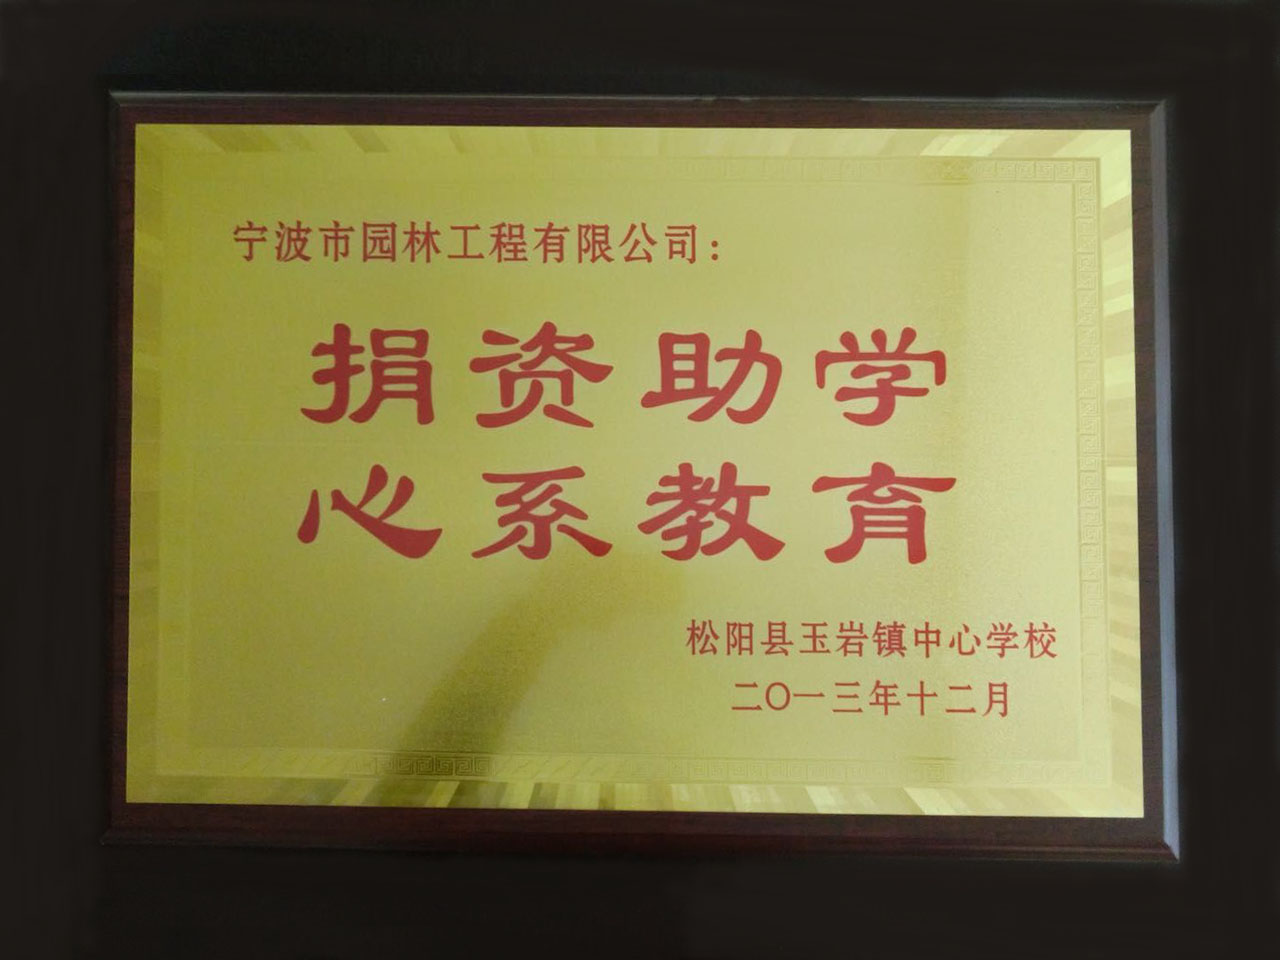 宁波市园林工程有限公司：
捐资助学
心系教育
松阳县玉岩镇中心学校
二〇一三年十二月